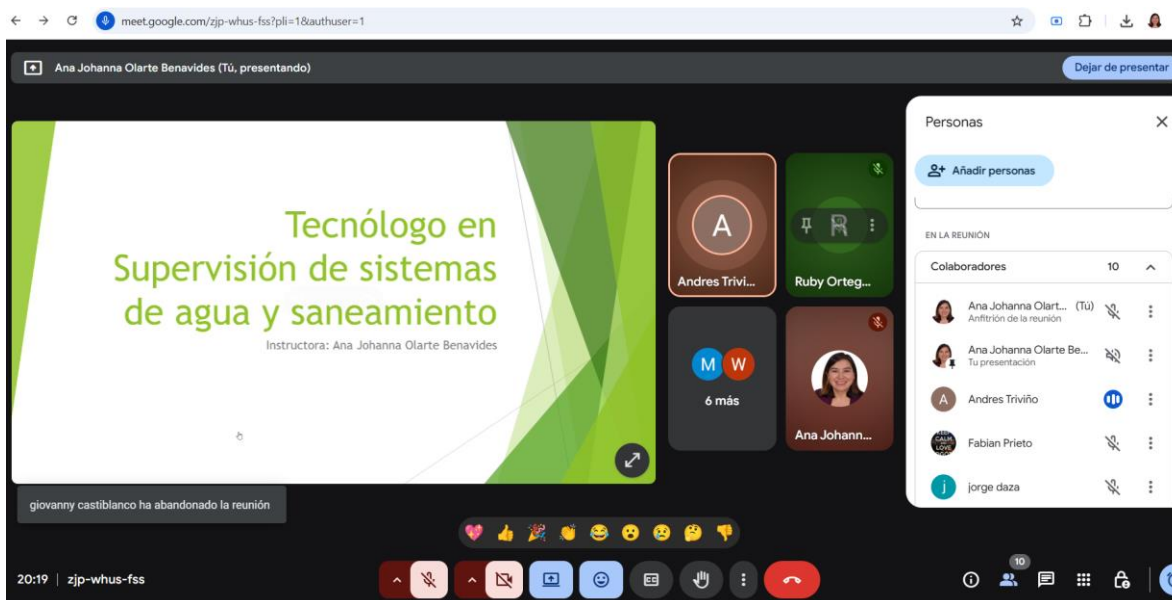 meet.google.com/zjp-whus-fss?pli=1&authuser=1
Ana Johanna Olarte Benavides (Tú, presentando)
Dejar de presentar
Tecnólogo en
Supervisión de sistemas
de agua y saneamiento
Instructora: Ana Johanna Olarte Benavides
A
Andres Trivi...
R
Ruby Orteg...
M W
6 más
Ana Johann...
Personas
Añadir personas
EN LA REUNIÓN
Colaboradores 10
Ana Johanna Olart... (Tú)
Anfitrión de la reunión
Ana Johanna Olarte Be...
Tu presentación
A Andres Triviño
Fabian Prieto
j jorge daza
giovanny castiblanco ha abandonado la reunión
20:19 | zjp-whus-fss
10